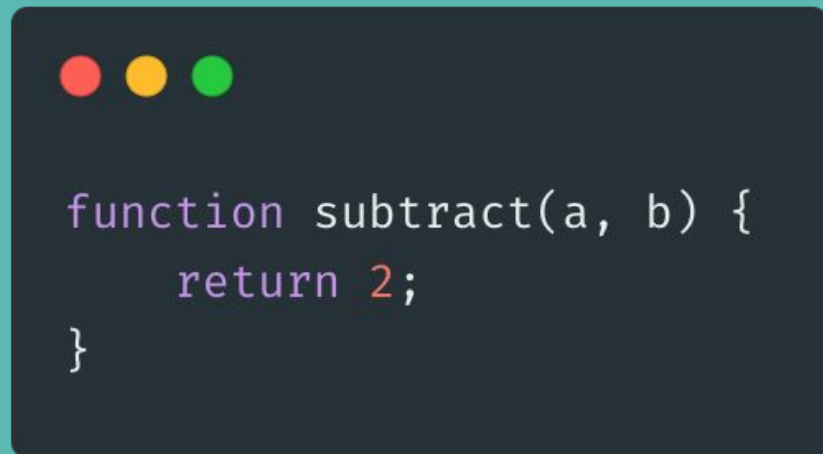 function subtract(a, b) {
    return 2;
}